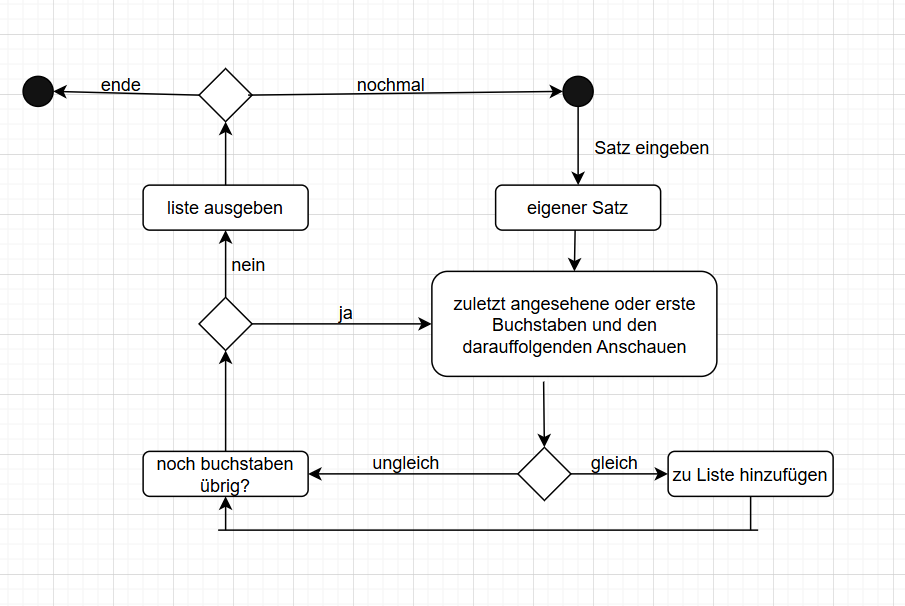 ende
nochmal
Satz eingeben
liste ausgeben
eigener Satz
nein
zuletzt angesehene oder erste
Buchstaben und den
darauffolgenden Anschauen
ja
noch buchstaben
übrig?
ungleich
gleich
zu Liste hinzufügen